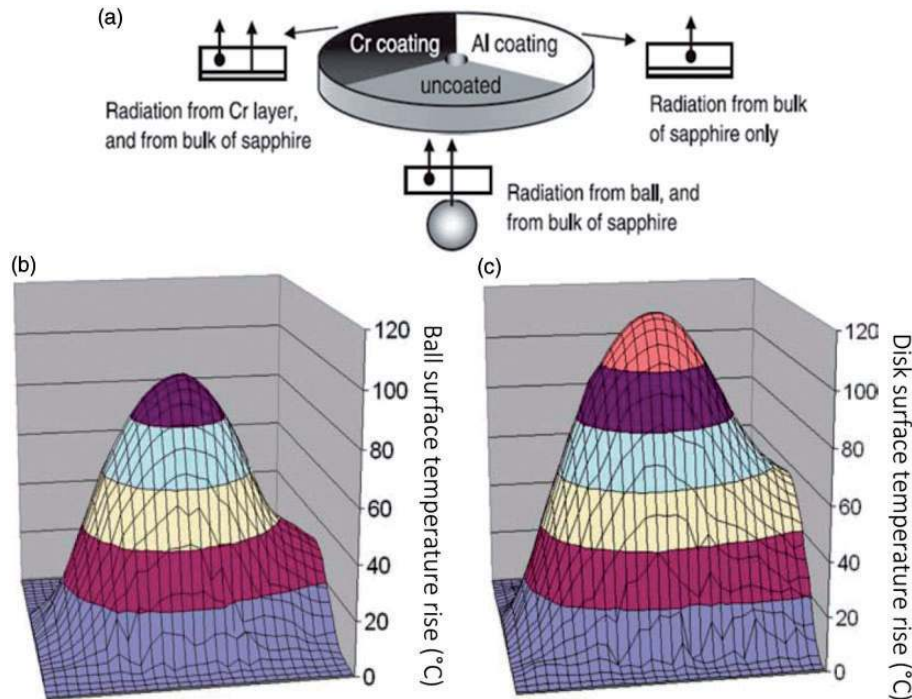 (a)
Cr coating
Al coating
uncoated
Radiation from Cr layer,
and from bulk of sapphire
Radiation from bulk
of sapphire only
Radiation from ball, and
from bulk of sapphire
(b)
120
100
80
60
40
20
0
Ball surface temperature rise (°C)
(c)
120
100
80
60
40
20
0
Disk surface temperature rise (°C)